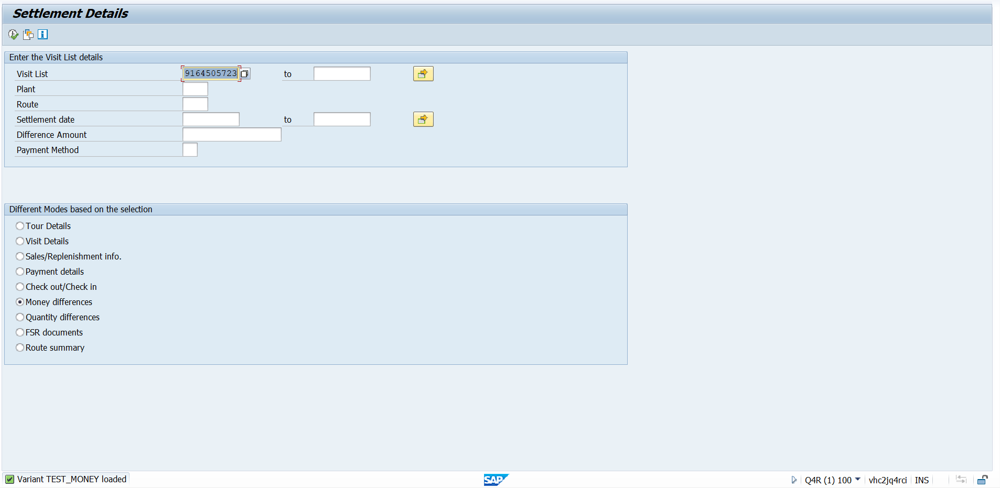 Settlement Details
Enter the Visit List details
Visit List 9164505723 to
Plant
Route
Settlement date to
Difference Amount
Payment Method
Different Modes based on the selection
Tour Details
Visit Details
Sales/Replenishment info.
Payment details
Check out/Check in
Money differences
Quantity differences
FSR documents
Route summary
Variant TEST_MONEY loaded SAP Q4R (1) 100 vhc2jq4rci INS